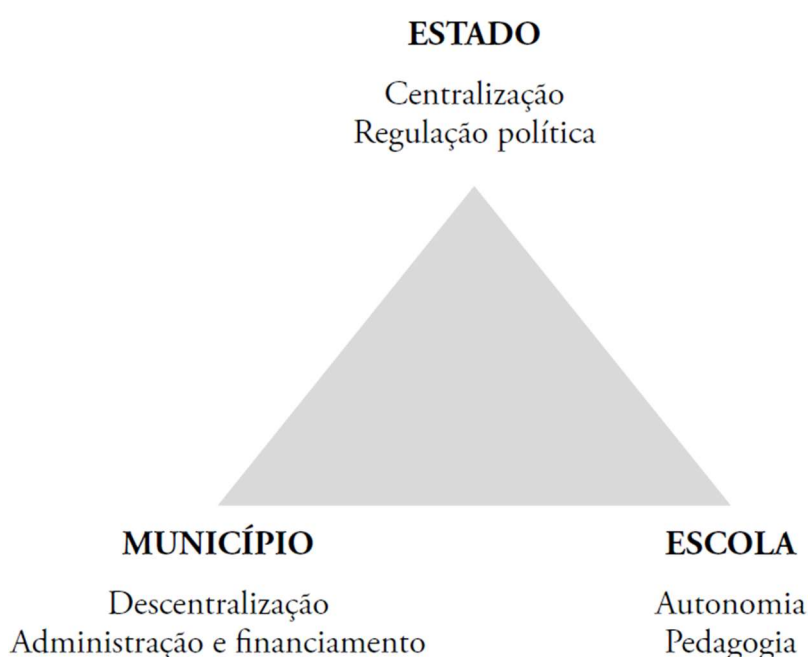 ESTADO
Centralização
Regulação política
MUNICÍPIO
Descentralização
Administração e financiamento
ESCOLA
Autonomia
Pedagogia